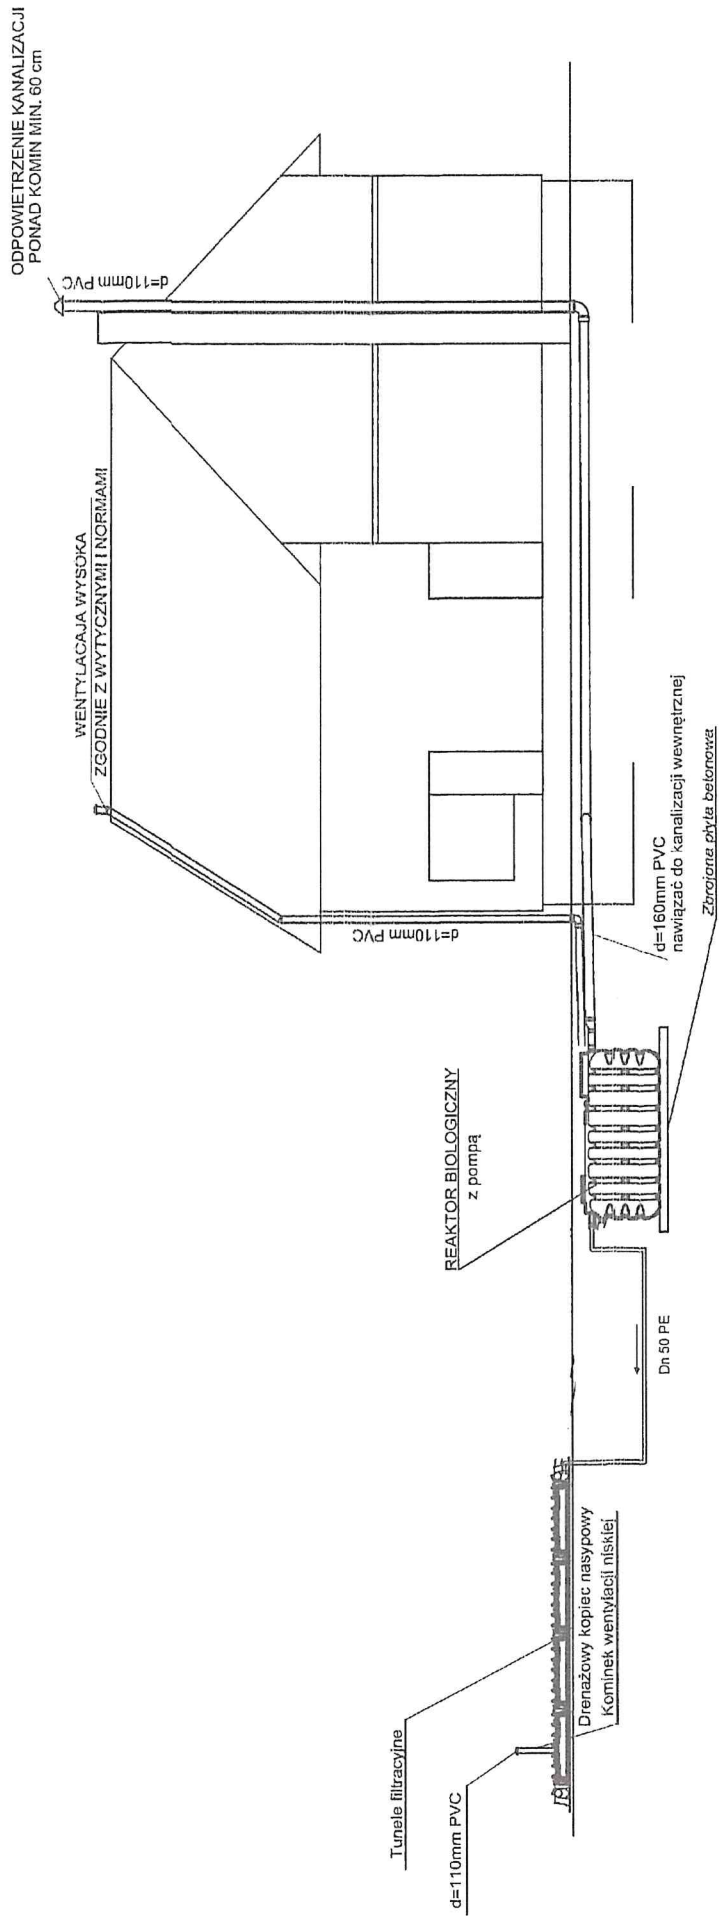 ODPOWIETRZENIE KANALIZACJI
PONAD KOMIN MIN. 60 cm
d=110mm PVC
WENTYLACAJA WYSOKA
ZGODNIE Z WYTYCZNYMI I NORMAMI
d=110mm PVC
d=160mm PVC
nawiązać do kanalizacji wewnętrznej
Zbrojona płyta betonowa
REAKTOR BIOLOGICZNY
z pompą
Dn 50 PE
Tunele filtracyjne
d=110mm PVC
Drenażowy kopiec nasypowy
Kominek wentylacji niskiej